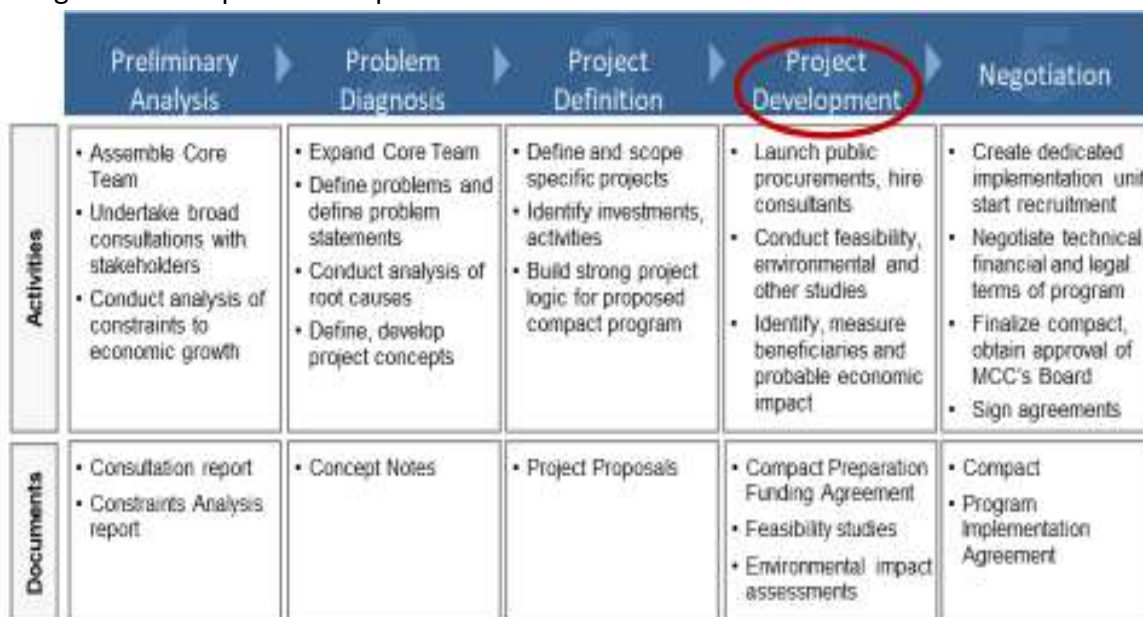 Preliminary
Analysis
Problem
Diagnosis
Project
Definition
Project
Development
Negotiation
Activities
• Assemble Core
Team
• Undertake broad
consultations with
stakeholders
• Conduct analysis of
constraints to
economic growth
• Expand Core Team
• Define problems and
define problem
statements
• Conduct analysis of
root causes
• Define, develop
project concepts
• Define and scope
specific projects
• Identify investments,
activities
• Build strong project
logic for proposed
compact program
• Launch public
procurements, hire
consultants
• Conduct feasibility,
environmental and
other studies
• Identify, measure
beneficiaries and
probable economic
impact
• Create dedicated
implementation unit
start recruitment
• Negotiate technical
financial and legal
terms of program
• Finalize compact,
obtain approval of
MCC's Board
• Sign agreements
Documents
• Consultation report
• Constraints Analysis
report
• Concept Notes
• Project Proposals
• Compact Preparation
Funding Agreement
• Feasibility studies
• Environmental impact
assessments
• Compact
• Program
Implementation
Agreement